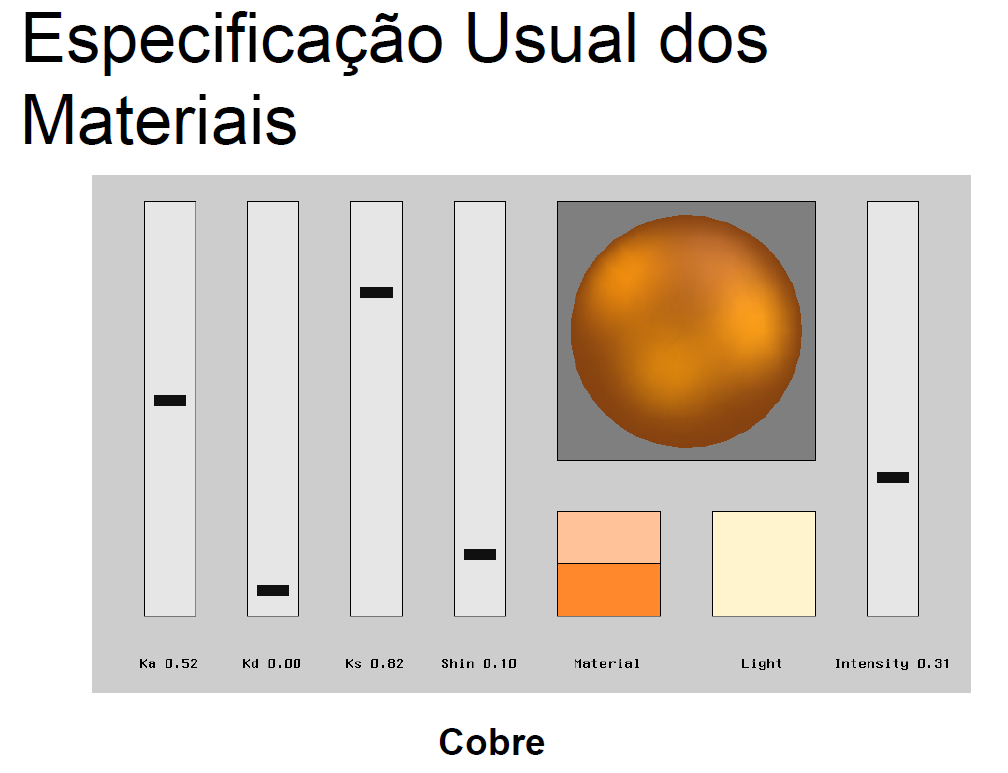 Especificação Usual dos
Materiais
Ka 0.52 Kd 0.00 Ks 0.82 Shin 0.10 Material Light Intensity 0.31
Cobre